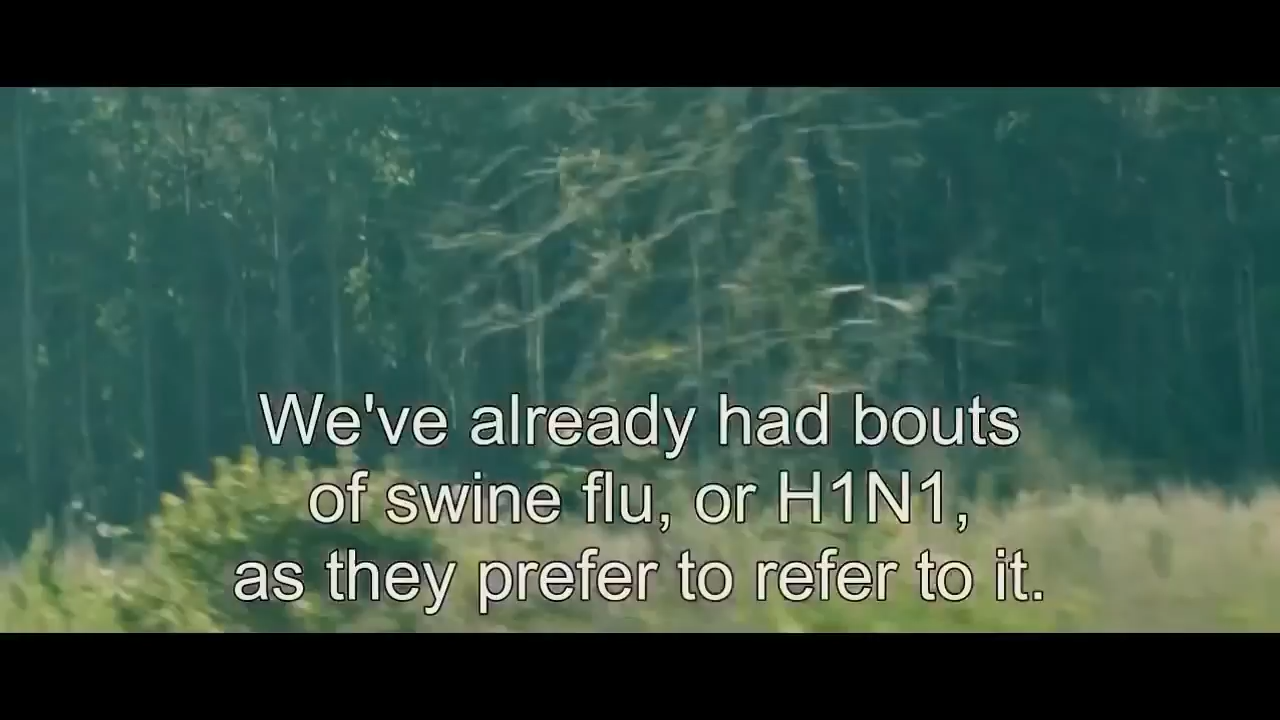 We've already had bouts
of swine flu, or H1N1,
as they prefer to refer to it.